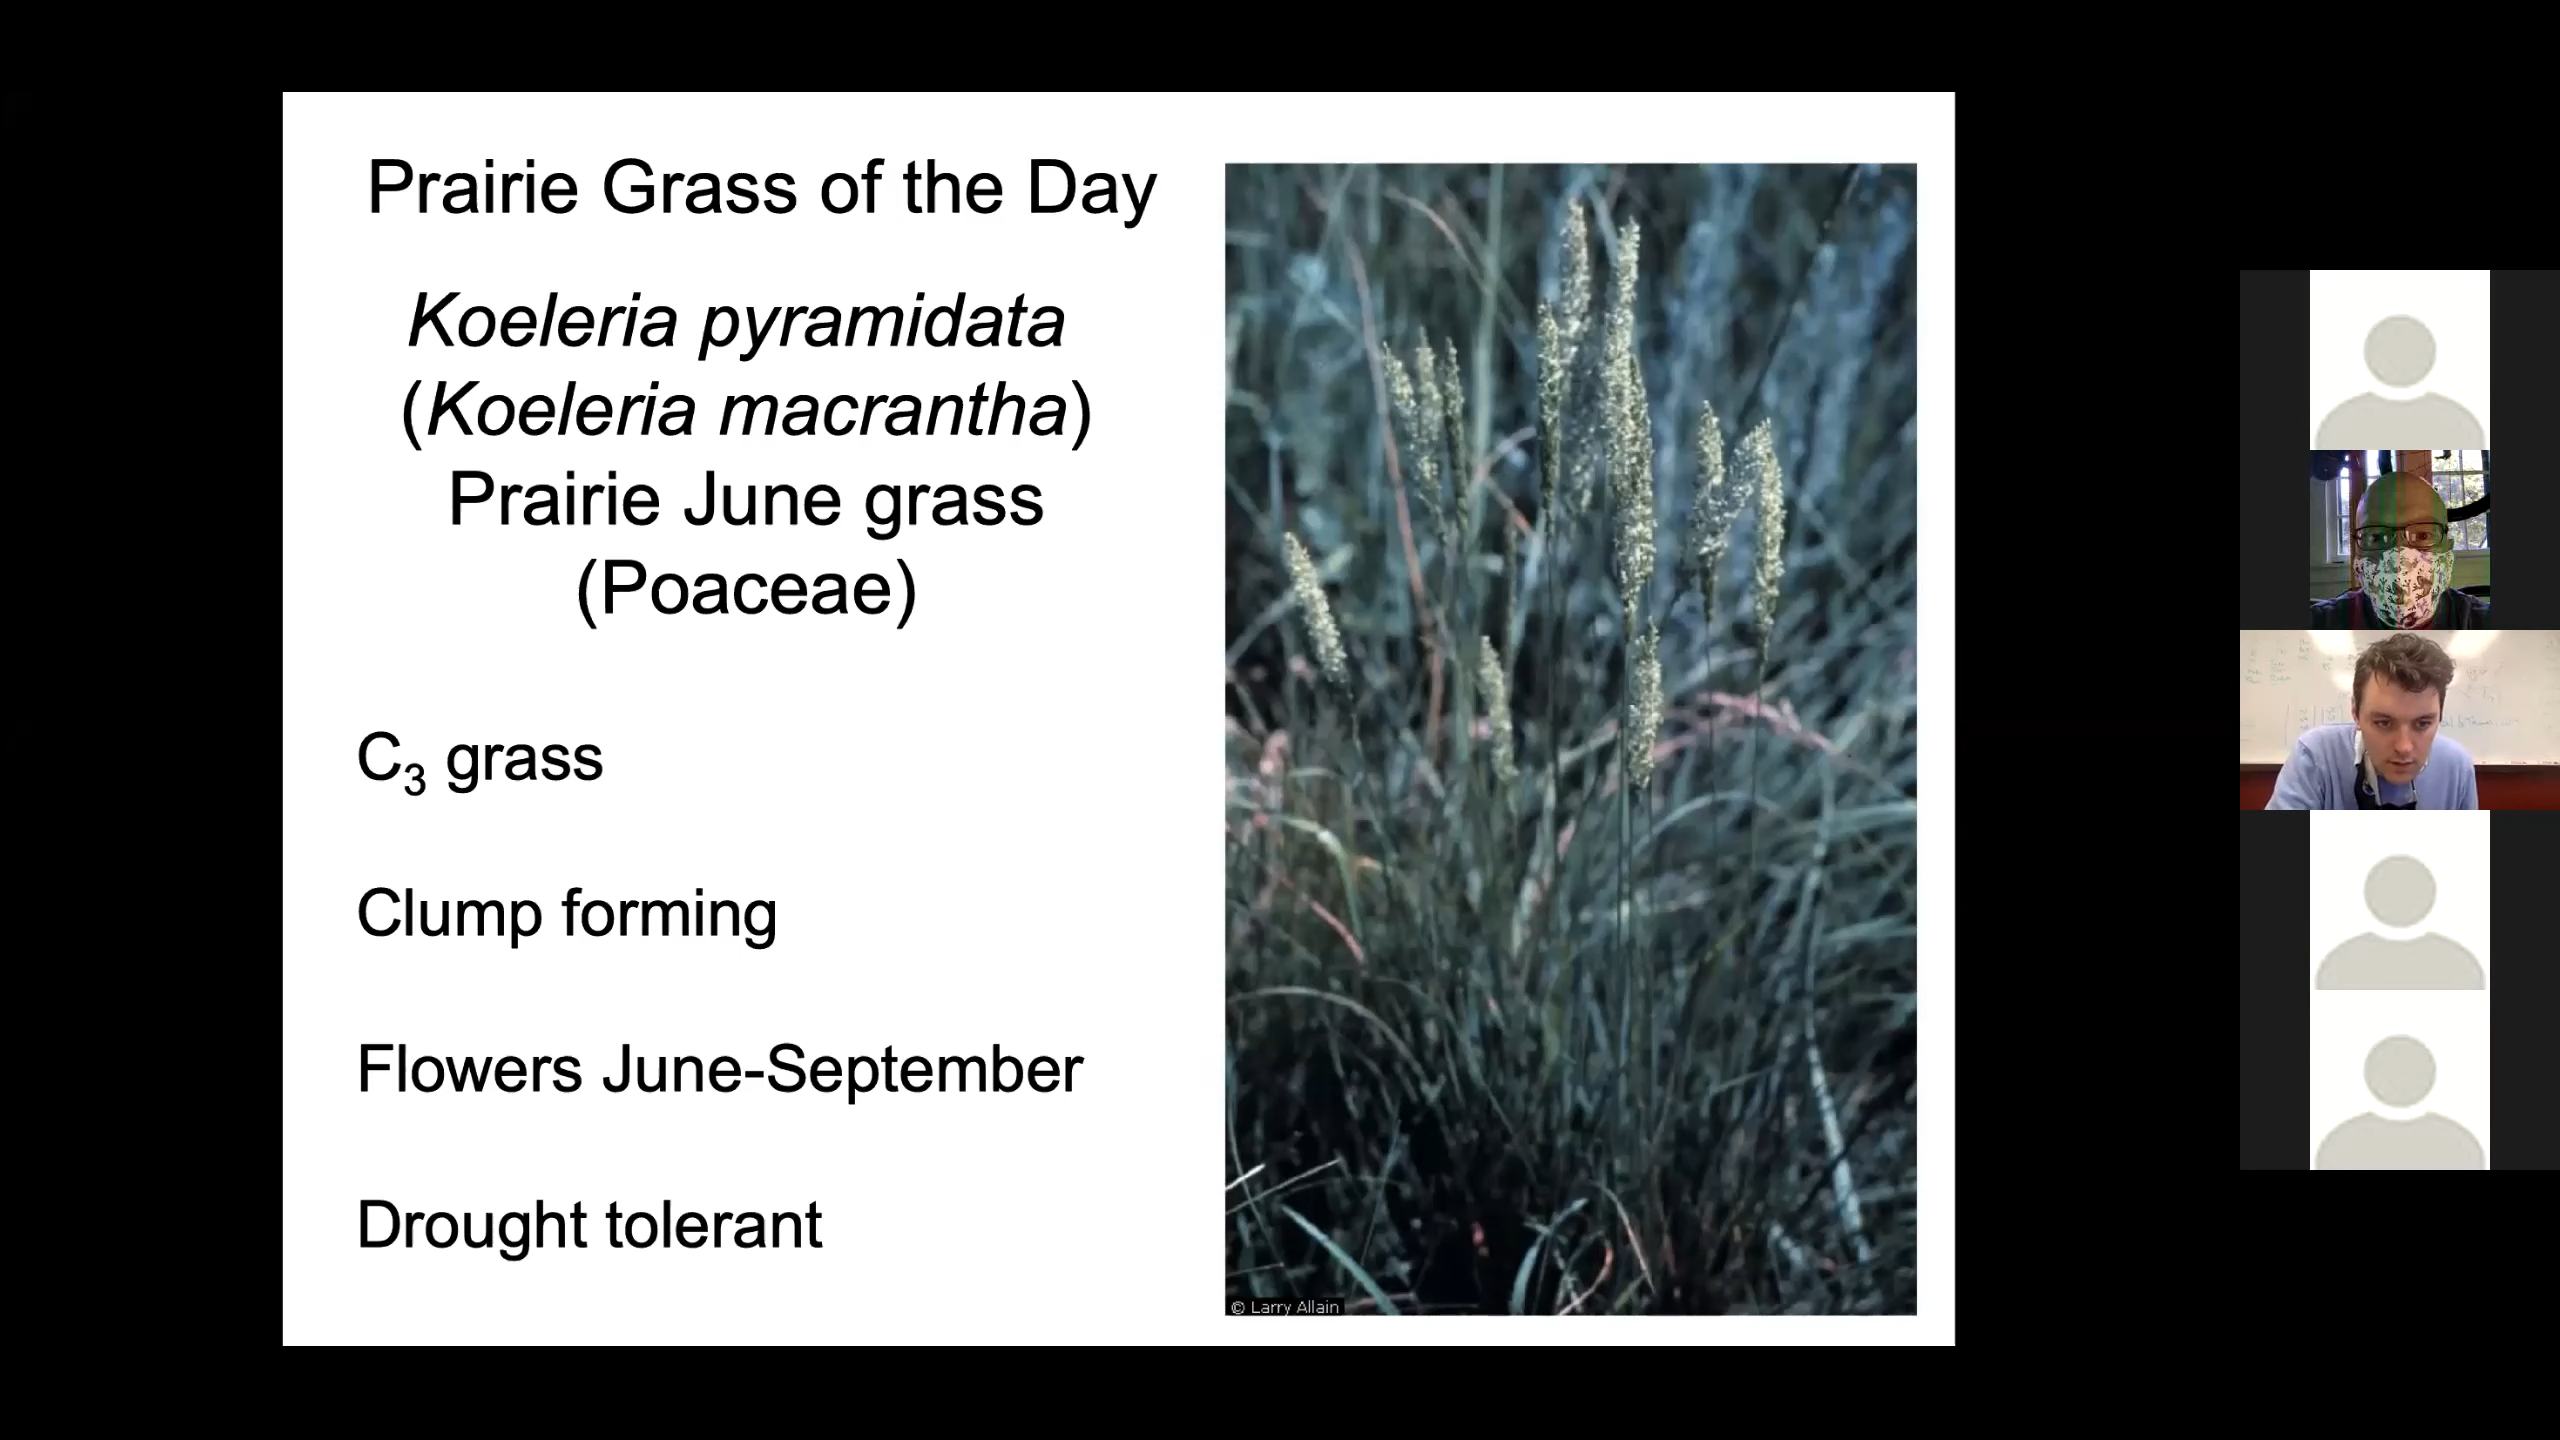 Prairie Grass of the Day
Koeleria pyramidata
(Koeleria macrantha)
Prairie June grass
(Poaceae)
C₃ grass
Clump forming
Flowers June-September
Drought tolerant
© Larry Allain